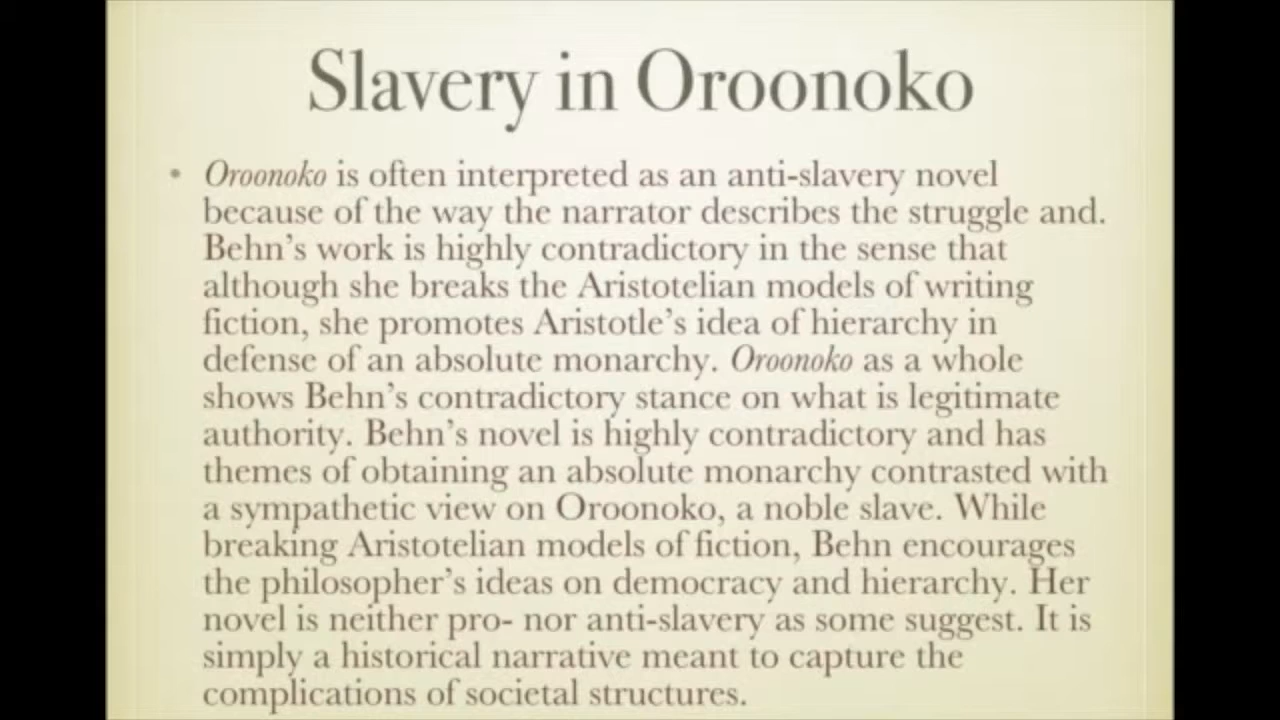 Slavery in Oroonoko
• Oroonoko is often interpreted as an anti-slavery novel
because of the way the narrator describes the struggle and.
Behn's work is highly contradictory in the sense that
although she breaks the Aristotelian models of writing
fiction, she promotes Aristotle's idea of hierarchy in
defense of an absolute monarchy. Oroonoko as a whole
shows Behn's contradictory stance on what is legitimate
authority. Behn's novel is highly contradictory and has
themes of obtaining an absolute monarchy contrasted with
a sympathetic view on Oroonoko, a noble slave. While
breaking Aristotelian models of fiction, Behn encourages
the philosopher's ideas on democracy and hierarchy. Her
novel is neither pro- nor anti-slavery as some suggest. It is
simply a historical narrative meant to capture the
complications of societal structures.